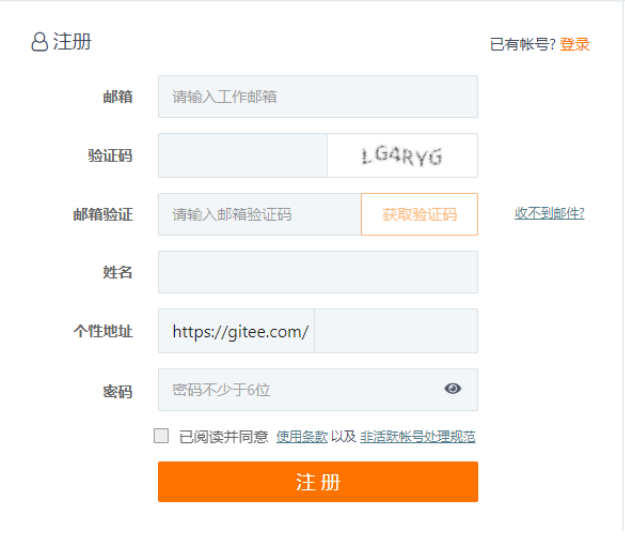 注册
已有帐号? 登录
邮箱 请输入工作邮箱
验证码 LG4RYG
邮箱验证 请输入邮箱验证码 获取验证码 收不到邮件?
姓名
个性地址 https://gitee.com/
密码 密码不少于6位
已阅读并同意 使用条款 以及 非活跃帐号处理规范
注 册